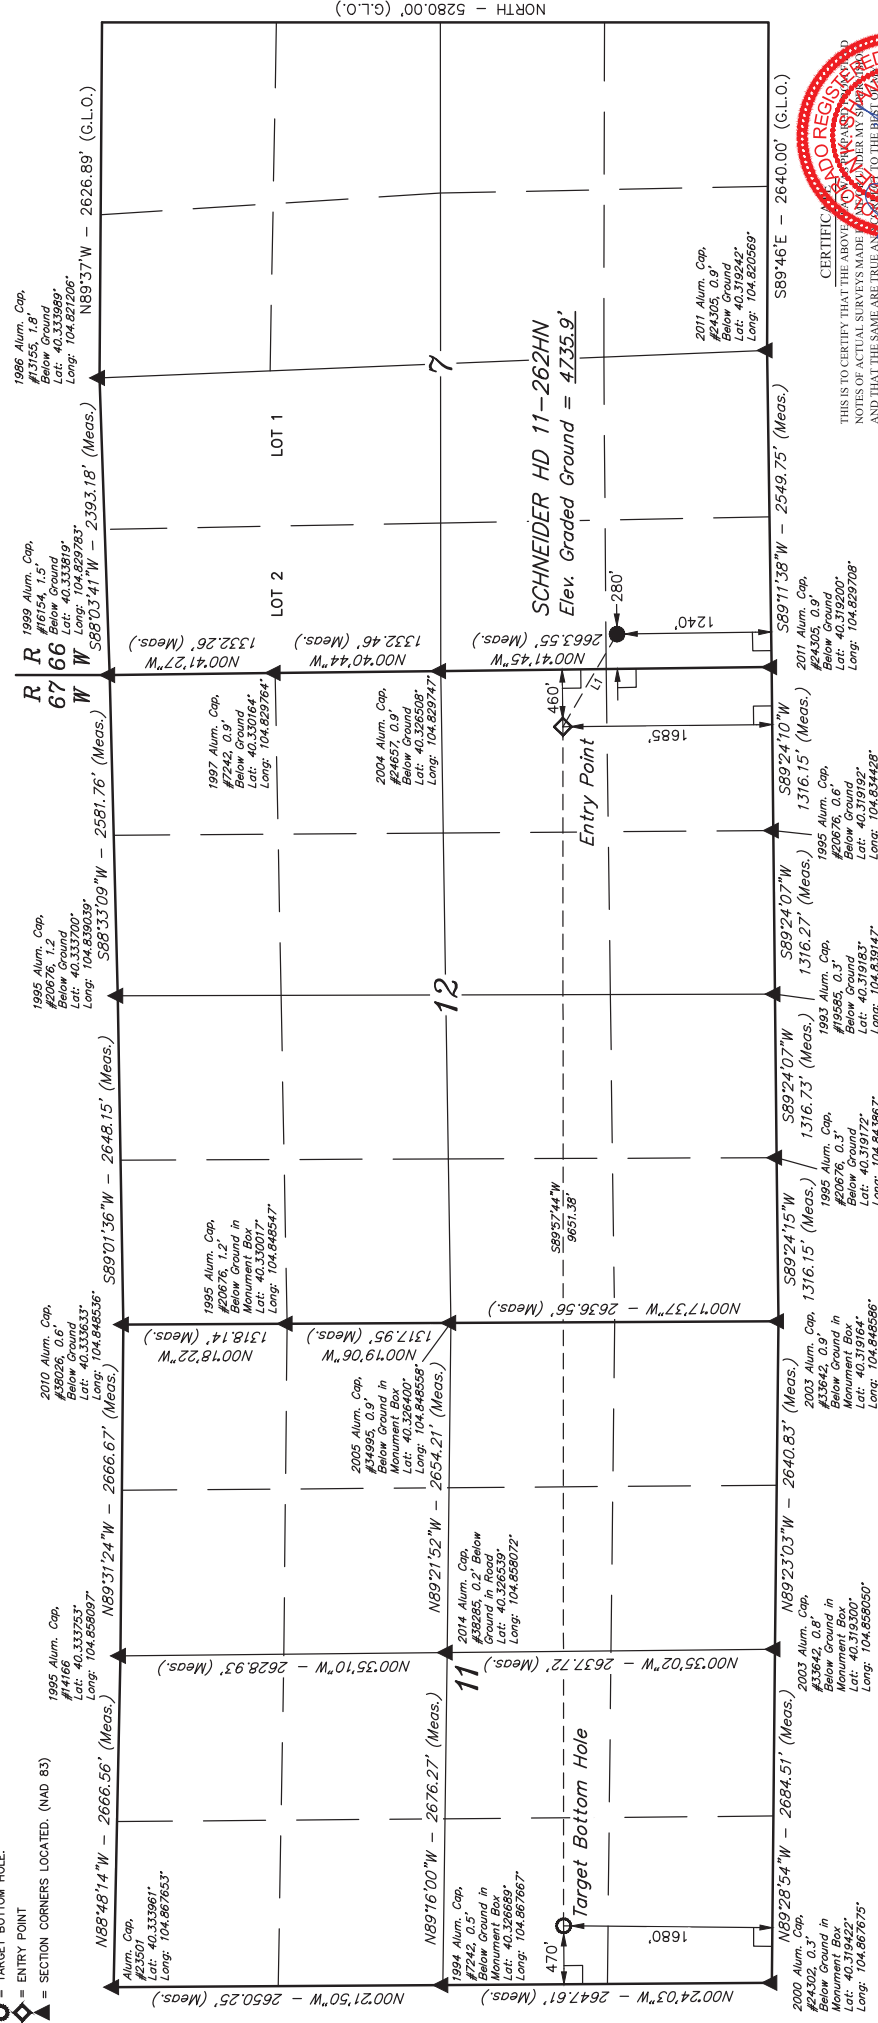 NORTH - 5280.00' (G.L.O.)
N89°37'W - 2626.89' (G.L.O.)
1986 Alum. Cap,
#13155, 1.8'
Below Ground
Lat: 40.333989°
Long: 104.821206°
S88°03'41"W - 2393.18' (Meas.)
1999 Alum. Cap,
#16154, 1.5'
Below Ground
Lat: 40.333819°
Long: 104.829783°
R R
67 66
W W
S88°33'09"W - 2581.76' (Meas.)
1995 Alum. Cap,
#20676, 1.2
Below Ground
Lat: 40.333700°
Long: 104.839039°
S89°01'36"W - 2648.15' (Meas.)
2010 Alum. Cap,
#38026, 0.6'
Below Ground
Lat: 40.333633°
Long: 104.848536°
N89°31'24"W - 2666.67' (Meas.)
1995 Alum. Cap,
#14166
Lat: 40.333753°
Long: 104.858097°
N88°48'14"W - 2666.56' (Meas.)
= TARGET BOTTOM HOLE.
= ENTRY POINT
= SECTION CORNERS LOCATED. (NAD 83)
Alum. Cap,
#23501
Lat: 40.333961°
Long: 104.867653°
N00°21'50"W - 2650.25' (Meas.)
N00°35'10"W - 2628.93' (Meas.)
N00°18'22"W
1318.14' (Meas.)
1995 Alum. Cap,
#20676, 1.2'
Below Ground in
Monument Box
Lat: 40.330017°
Long: 104.848547°
N00°19'06"W
1317.95' (Meas.)
N00°41'27"W
1332.26' (Meas.)
1997 Alum. Cap,
#7242, 0.9'
Below Ground
Lat: 40.330164°
Long: 104.829764°
N00°40'44"W
1332.46' (Meas.)
LOT 1
LOT 2
2004 Alum. Cap,
#24657, 0.9'
Below Ground
Lat: 40.326508°
Long: 104.829747°
2005 Alum. Cap,
#34995, 0.9'
Below Ground in
Monument Box
Lat: 40.326400°
Long: 104.848558°
N89°21'52"W - 2654.21' (Meas.)
N89°16'00"W - 2676.27' (Meas.)
7
12
11
2014 Alum. Cap,
#38285, 0.2' Below
Ground in Road
Lat: 40.326539°
Long: 104.858072°
1994 Alum. Cap,
#7242, 0.5'
Below Ground in
Monument Box
Lat: 40.326689°
Long: 104.867667°
SCHNEIDER HD 11-262HN
Elev. Graded Ground = 4735.9'
N00°41'45"W
2663.55' (Meas.)
280'
1240'
460'
L1
1685'
Entry Point
S89°57'44"W
9651.38'
N00°17'37"W - 2636.56' (Meas.)
N00°35'02"W - 2637.72' (Meas.)
Target Bottom Hole
470'
1680'
N00°24'03"W - 2647.61' (Meas.)
2011 Alum. Cap,
#24305, 0.9'
Below Ground
Lat: 40.319242°
Long: 104.820569°
S89°46'E - 2640.00' (G.L.O.)
S89°11'38"W - 2549.75' (Meas.)
2011 Alum. Cap,
#24305, 0.9'
Below Ground
Lat: 40.319200°
Long: 104.829708°
S89°24'10"W
1316.15' (Meas.)
1995 Alum. Cap,
#20676, 0.6'
Below Ground
Lat: 40.319192°
Long: 104.834428°
S89°24'07"W
1316.27' (Meas.)
1993 Alum. Cap,
#19585, 0.3'
Below Ground
Lat: 40.319183°
Long: 104.839147°
S89°24'07"W
1316.73' (Meas.)
1995 Alum. Cap,
#20676, 0.3'
Below Ground
Lat: 40.319172°
Long: 104.843867°
S89°24'15"W
1316.15' (Meas.)
2003 Alum. Cap,
#33642, 0.9'
Below Ground in
Monument Box
Lat: 40.319164°
Long: 104.848586°
N89°23'03"W - 2640.83' (Meas.)
2003 Alum. Cap,
#33642, 0.8'
Below Ground in
Monument Box
Lat: 40.319300°
Long: 104.858050°
N89°28'54"W - 2684.51' (Meas.)
2000 Alum. Cap,
#24302, 0.3'
Below Ground in
Monument Box
Lat: 40.319422°
Long: 104.867675°
CERTIFICA
THIS IS TO CERTIFY THAT THE ABOVE
NOTES OF ACTUAL SURVEYS MADE UNDER MY
AND THAT THE SAME ARE TRUE AND TO THE BEST OF
RADO REGISTERED